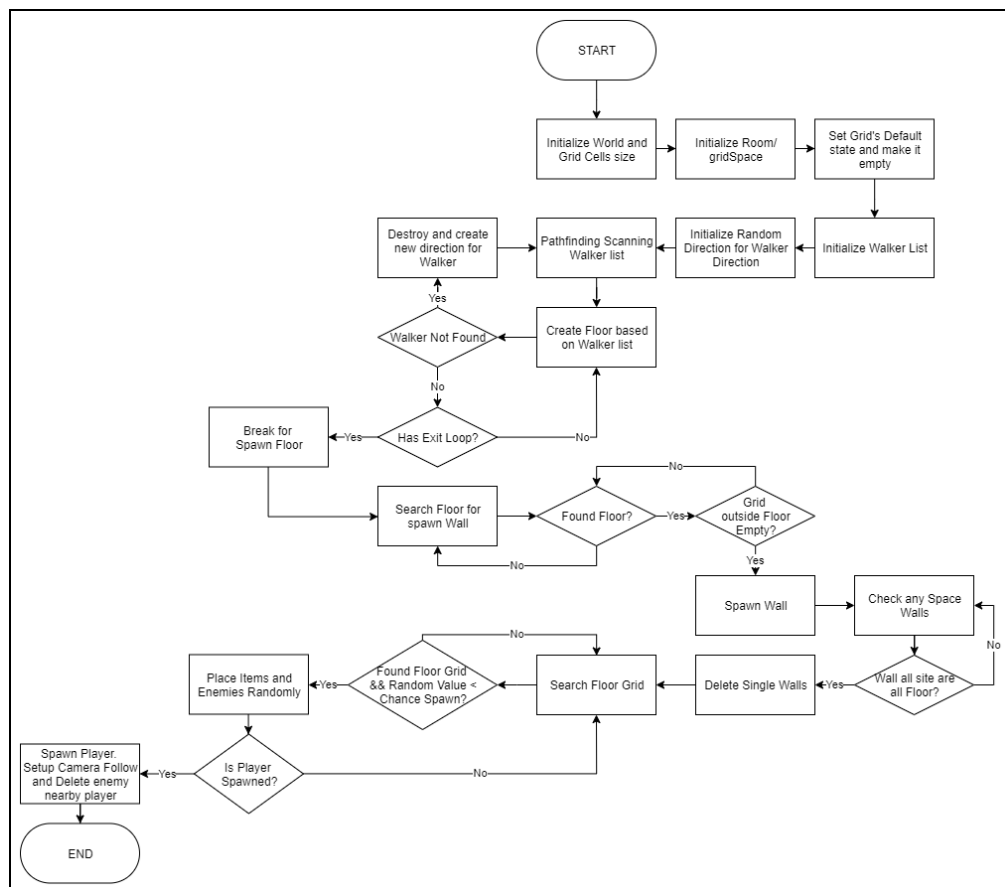 START
Initialize World and
Grid Cells size
Initialize Room/
gridSpace
Set Grid's Default
state and make it
empty
Destroy and create
new direction for
Walker
Pathfinding Scanning
Walker list
Initialize Random
Direction for Walker
Direction
Initialize Walker List
Yes
Walker Not Found
Create Floor based
on Walker list
No
Break for
Spawn Floor
Yes
Has Exit Loop?
No
No
Search Floor for
spawn Wall
Found Floor?
Yes
Grid
outside Floor
Empty?
No
Yes
Spawn Wall
Check any Space
Walls
No
No
Place Items and
Enemies Randomly
Yes
Found Floor Grid
&& Random Value <
Chance Spawn?
Search Floor Grid
Delete Single Walls
Yes
Wall all site are
all Floor?
Spawn Player.
Setup Camera Follow
and Delete enemy
nearby player
Yes
Is Player
Spawned?
No
END